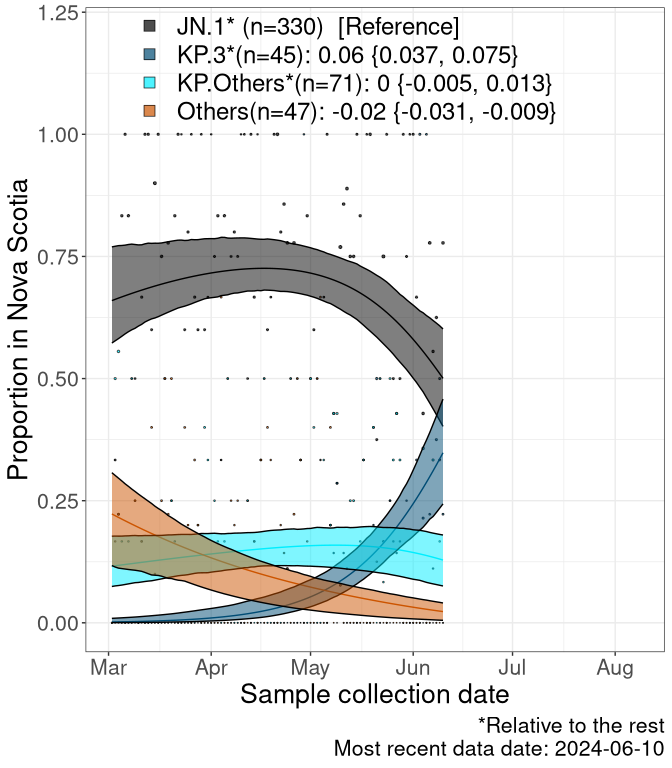 JN.1* (n=330)  [Reference]
KP.3*(n=45): 0.06 {0.037, 0.075}
KP.Others*(n=71): 0 {-0.005, 0.013}
Others(n=47): -0.02 {-0.031, -0.009}
Proportion in Nova Scotia
1.25
1.00
0.75
0.50
0.25
0.00
Mar Apr May Jun Jul Aug
Sample collection date
*Relative to the rest
Most recent data date: 2024-06-10